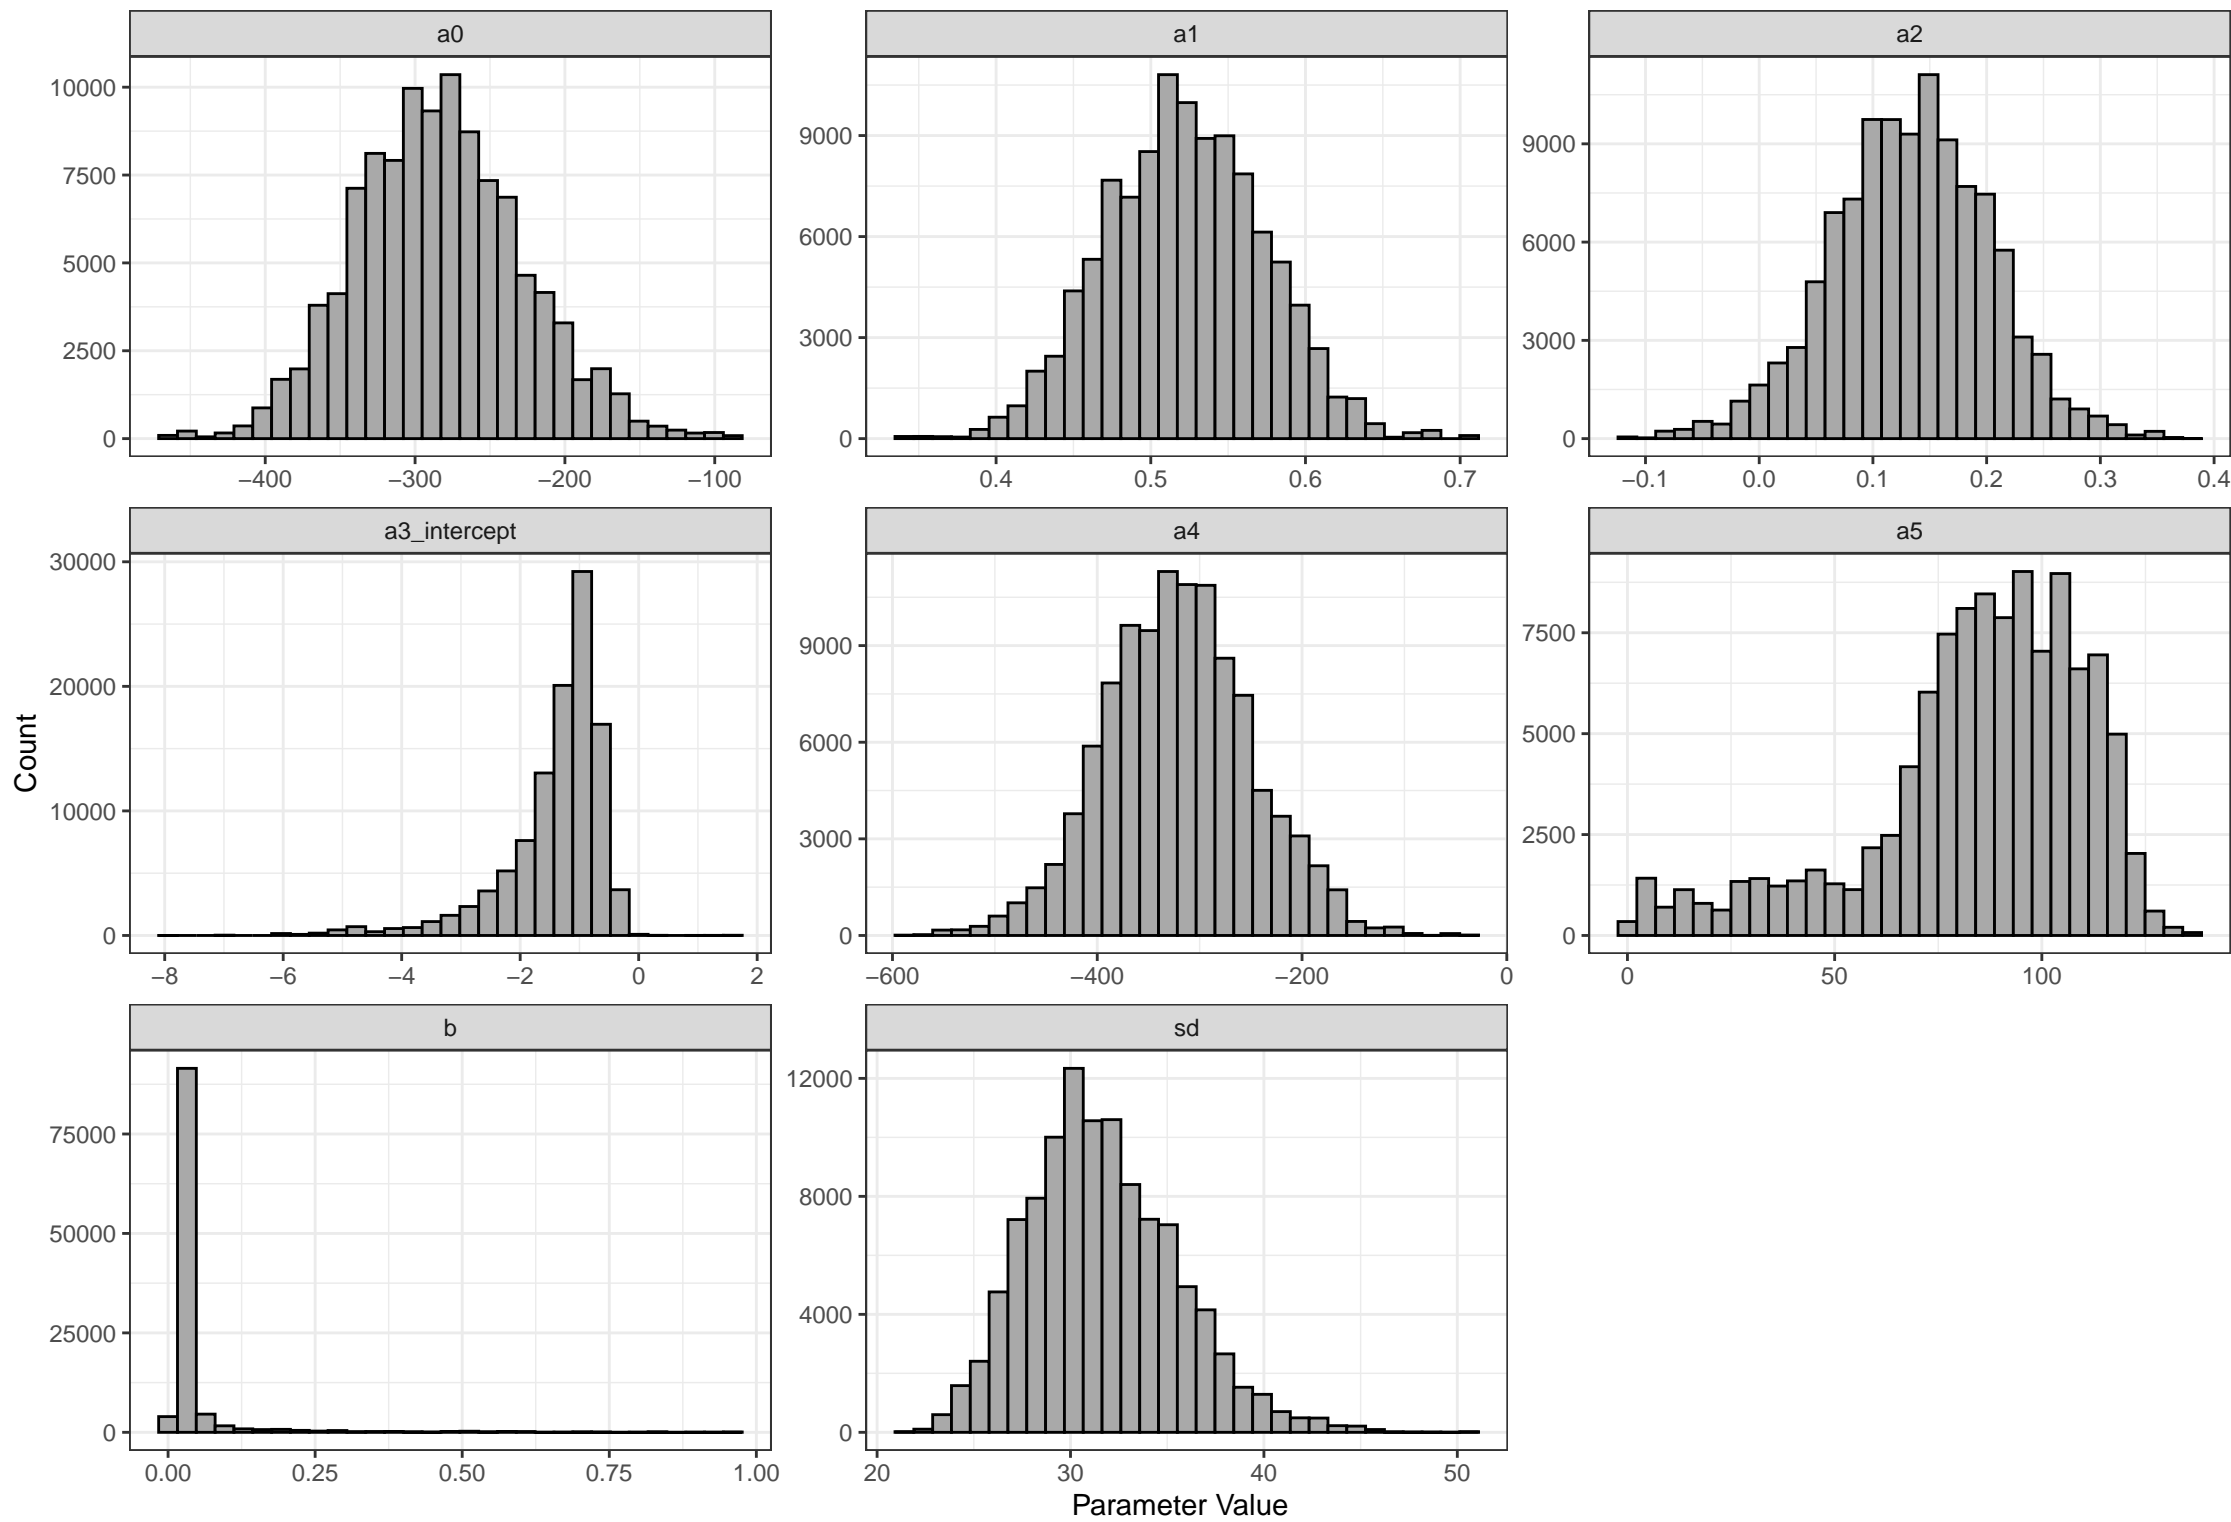 a0 a1 a2
10000
7500
5000
2500
0
9000
6000
3000
0
9000
6000
3000
0
−400 −300 −200 −100
0.4 0.5 0.6 0.7
−0.1 0.0 0.1 0.2 0.3 0.4
a3_intercept a4 a5
30000
20000
10000
0
9000
6000
3000
0
7500
5000
2500
0
−8 −6 −4 −2 0 2
−600 −400 −200 0
0 50 100
Count
b sd
75000
50000
25000
0
12000
8000
4000
0
0.00 0.25 0.50 0.75 1.00
20 30 40 50
Parameter Value